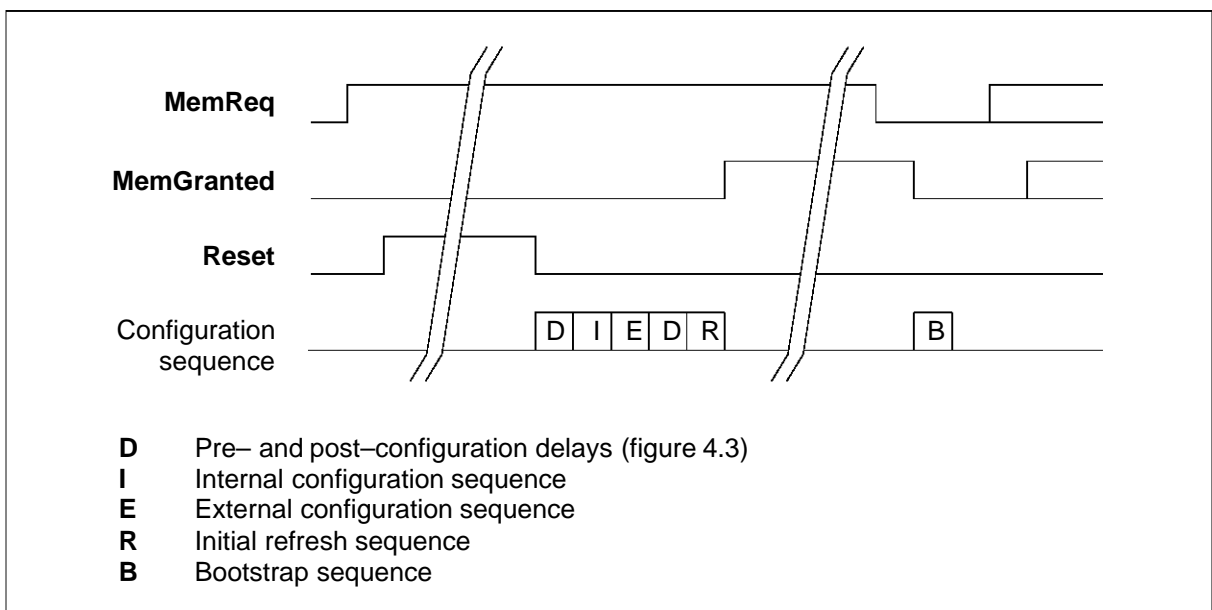 MemReq
MemGranted
Reset
Configuration
sequence
D I E D R
B
D Pre– and post–configuration delays (figure 4.3)
I Internal configuration sequence
E External configuration sequence
R Initial refresh sequence
B Bootstrap sequence